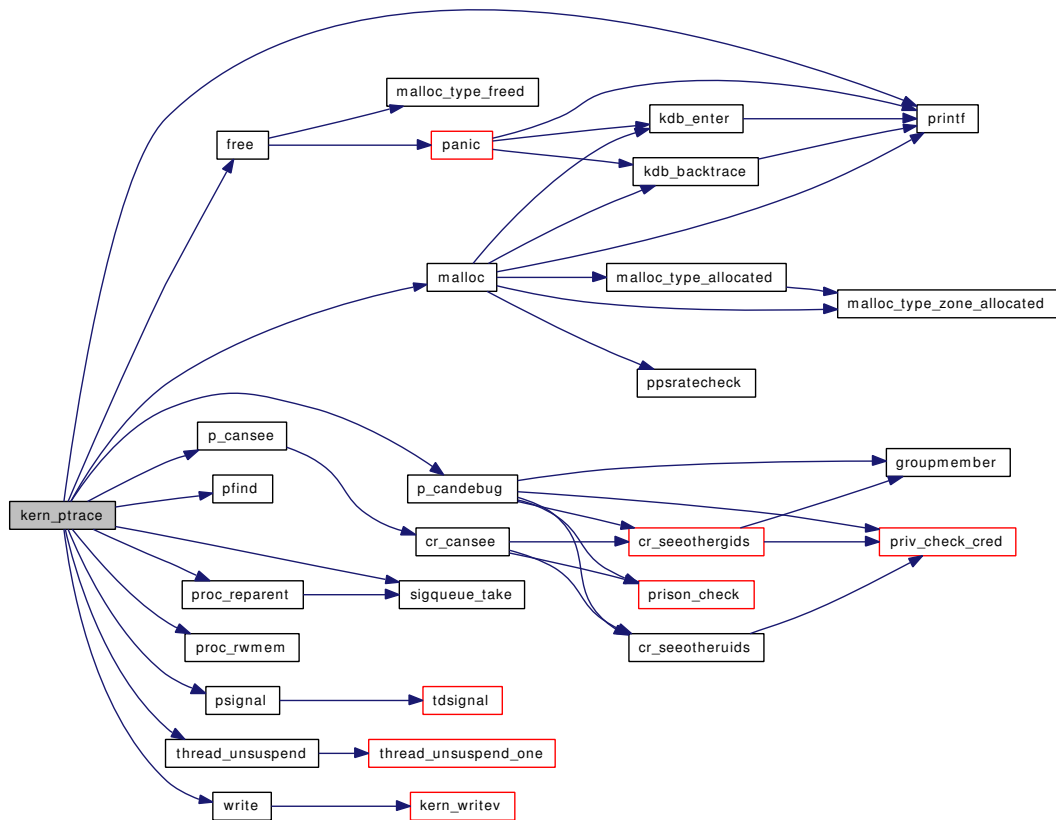 malloc_type_freed
kdb_enter
printf
free
panic
kdb_backtrace
malloc
malloc_type_allocated
malloc_type_zone_allocated
ppsratecheck
p_cansee
groupmember
pfind
p_candebug
kern_ptrace
cr_cansee
cr_seeothergids
priv_check_cred
proc_reparent
sigqueue_take
prison_check
proc_rwmem
cr_seeotheruids
psignal
tdsignal
thread_unsuspend
thread_unsuspend_one
write
kern_writev